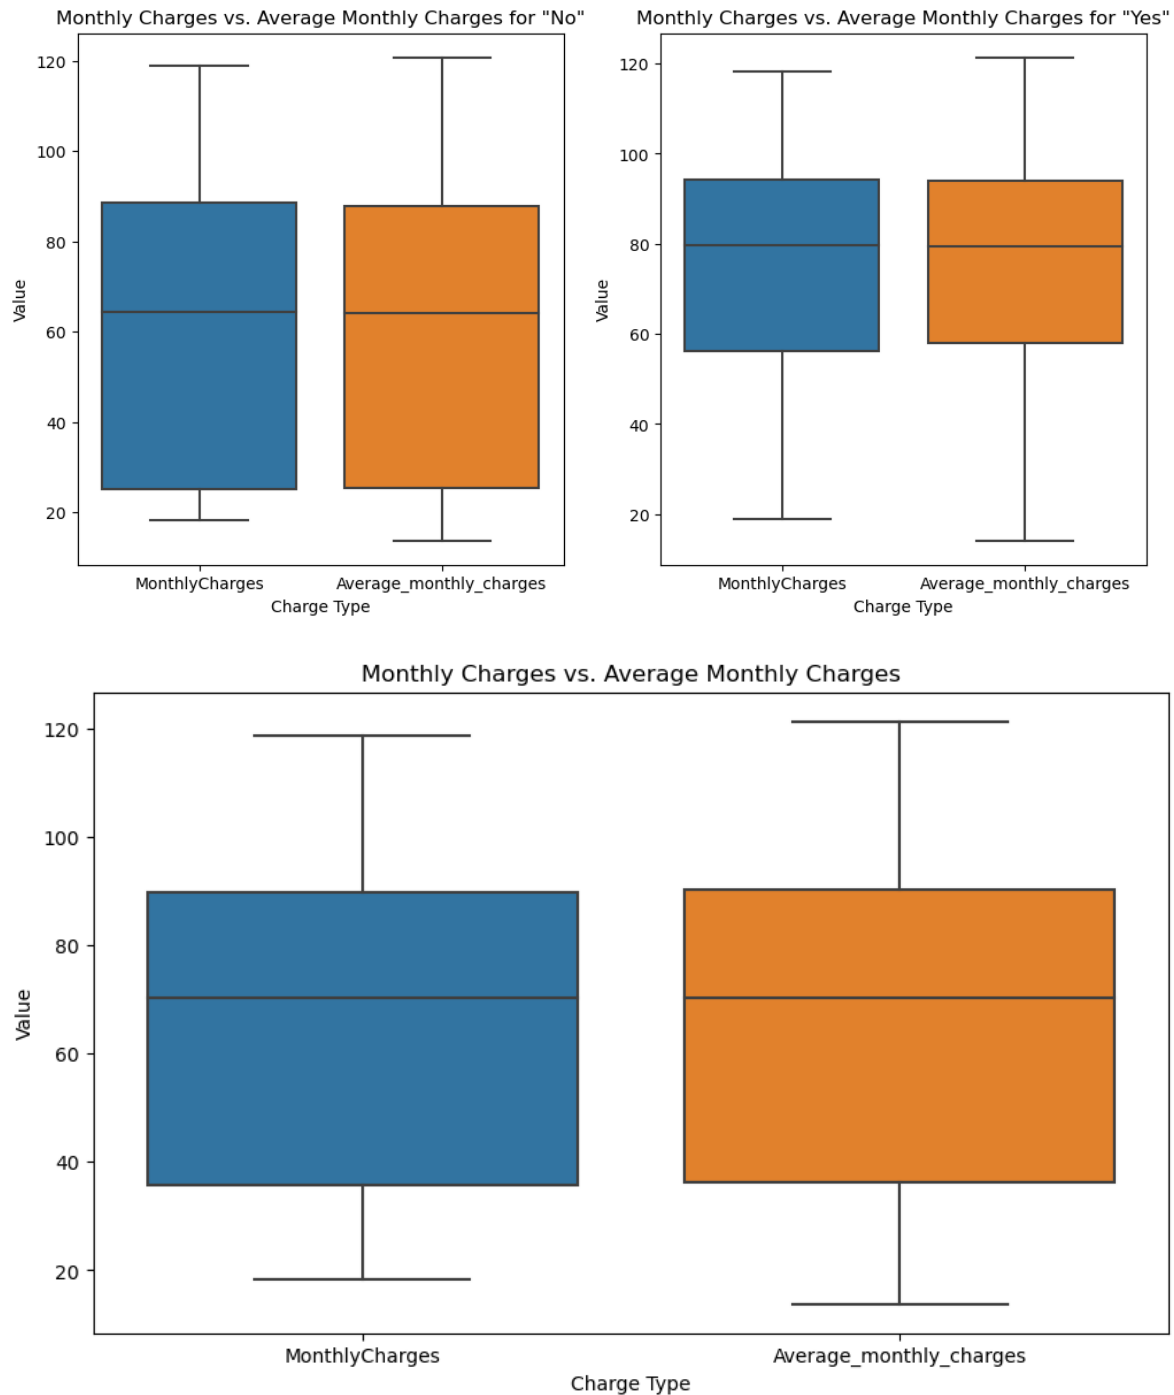 Monthly Charges vs. Average Monthly Charges for "No"
120
100
80
60
40
20
Value
MonthlyCharges
Average_monthly_charges
Charge Type
Monthly Charges vs. Average Monthly Charges for "Yes"
120
100
80
60
40
20
Value
MonthlyCharges
Average_monthly_charges
Charge Type
Monthly Charges vs. Average Monthly Charges
120
100
80
60
40
20
Value
MonthlyCharges
Average_monthly_charges
Charge Type